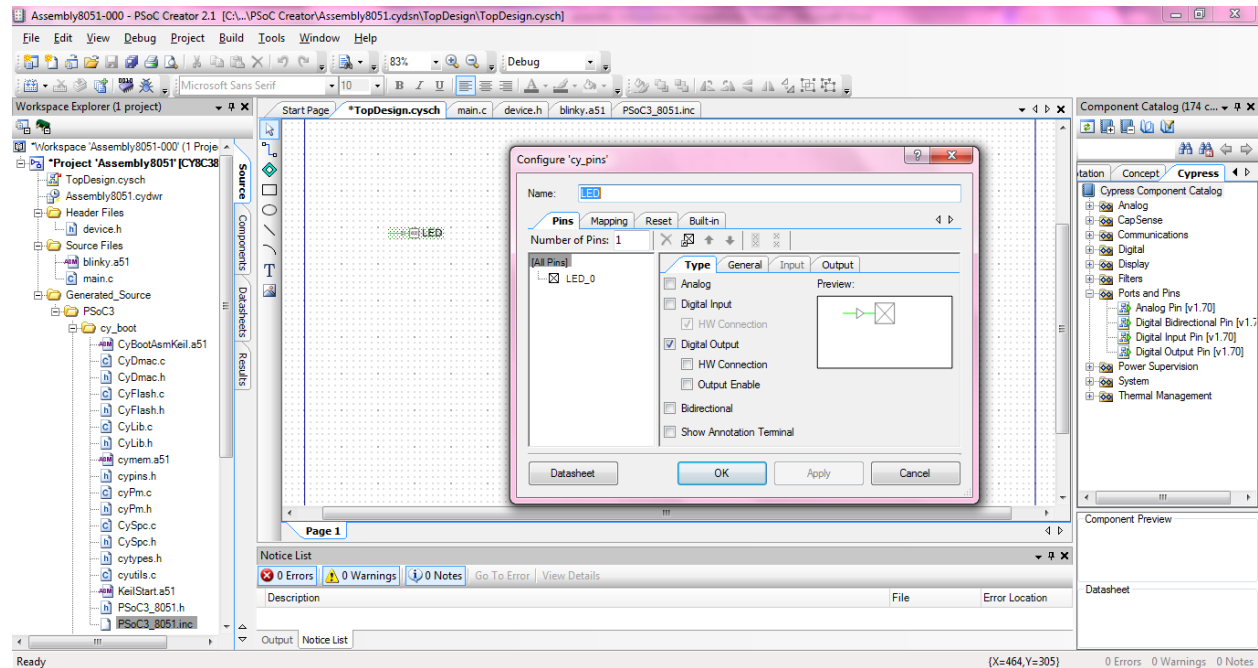 Assembly8051-000 - PSoC Creator 2.1 [C:\...\PSoC Creator\Assembly8051.cydsn\TopDesign\TopDesign.cysch]
File Edit View Debug Project Build Tools Window Help
83% Debug
Microsoft Sans Serif 10 B I U A
Workspace Explorer (1 project)
*Workspace 'Assembly8051-000' (1 Proje
*Project 'Assembly8051' [CY8C38
TopDesign.cysch
Assembly8051.cydwr
Header Files
device.h
Source Files
blinky.a51
main.c
Generated_Source
PSoC3
cy_boot
CyBootAsmKeil.a51
CyDmac.c
CyDmac.h
CyFlash.c
CyFlash.h
CyLib.c
CyLib.h
cymem.a51
cypins.h
cyPm.c
cyPm.h
CySpc.c
CySpc.h
cytypes.h
cyutils.c
KeilStart.a51
PSoC3_8051.h
PSoC3_8051.inc
Source
Components
Datasheets
Results
Start Page *TopDesign.cysch main.c device.h blinky.a51 PSoC3_8051.inc
T
LED
Page 1
Configure 'cy_pins'
Name: LED
Pins Mapping Reset Built-in
Number of Pins: 1
[All Pins]
LED_0
Type General Input Output
Analog
Preview:
Digital Input
HW Connection
Digital Output
HW Connection
Output Enable
Bidirectional
Show Annotation Terminal
Datasheet OK Apply Cancel
Notice List
0 Errors 0 Warnings 0 Notes Go To Error View Details
Description File Error Location
Output Notice List
Component Catalog (174 c...
tation Concept Cypress
Cypress Component Catalog
Analog
CapSense
Communications
Digital
Display
Filters
Ports and Pins
Analog Pin [v1.70]
Digital Bidirectional Pin [v1.7
Digital Input Pin [v1.70]
Digital Output Pin [v1.70]
Power Supervision
System
Thermal Management
Component Preview
Datasheet
Ready {X=464,Y=305} 0 Errors 0 Warnings 0 Notes